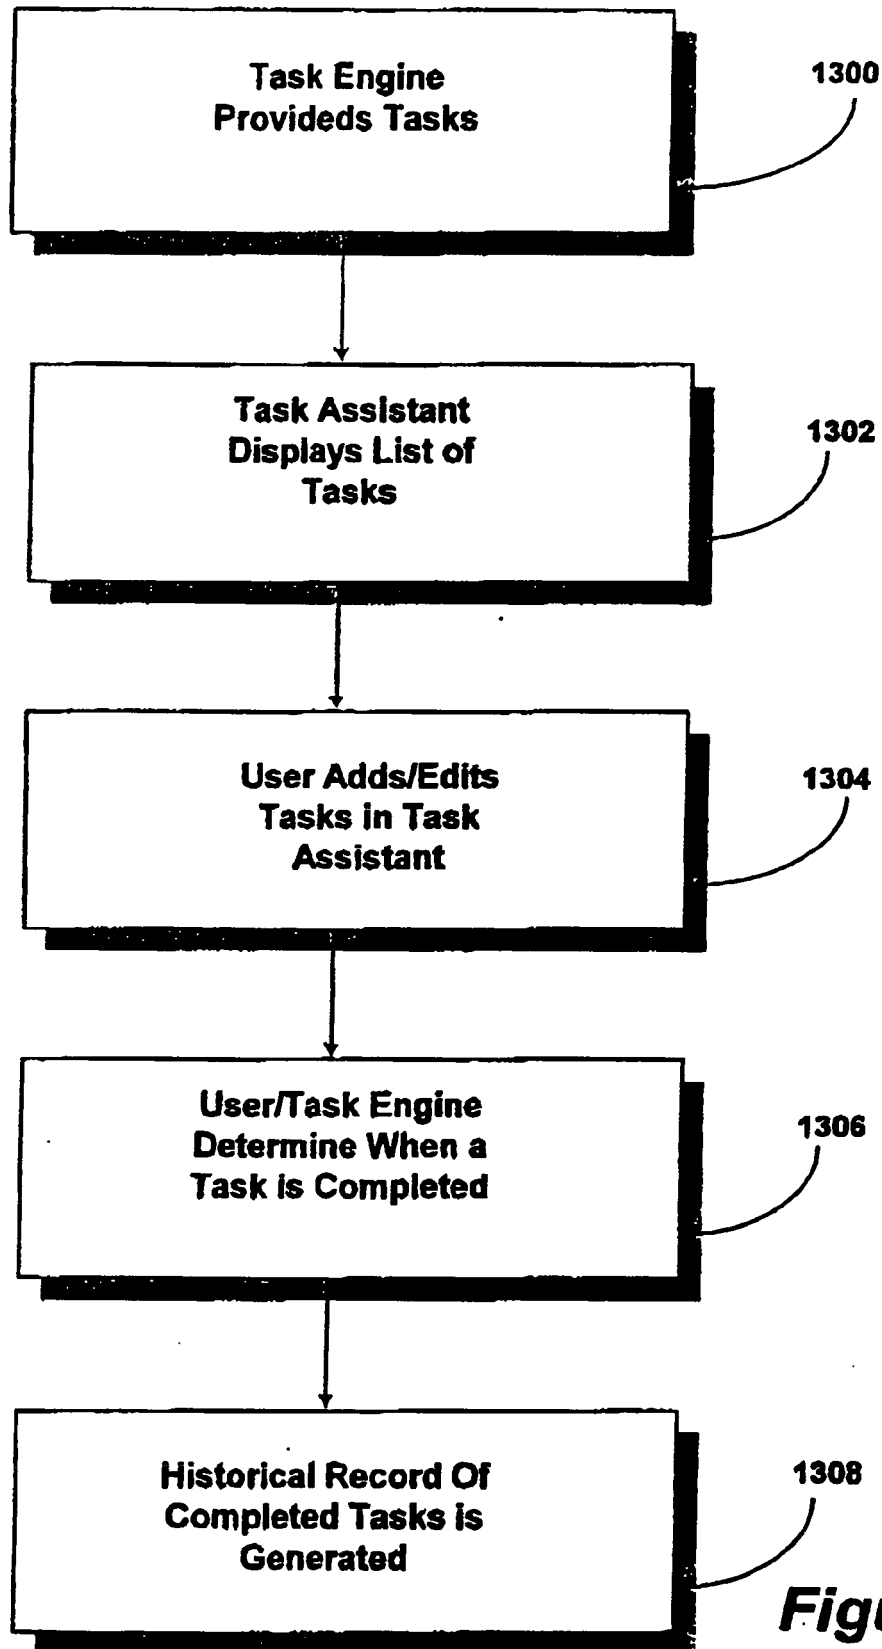 Task Engine
Provideds Tasks
1300
Task Assistant
Displays List of
Tasks
1302
User Adds/Edits
Tasks in Task
Assistant
1304
User/Task Engine
Determine When a
Task is Completed
1306
Historical Record Of
Completed Tasks is
Generated
1308